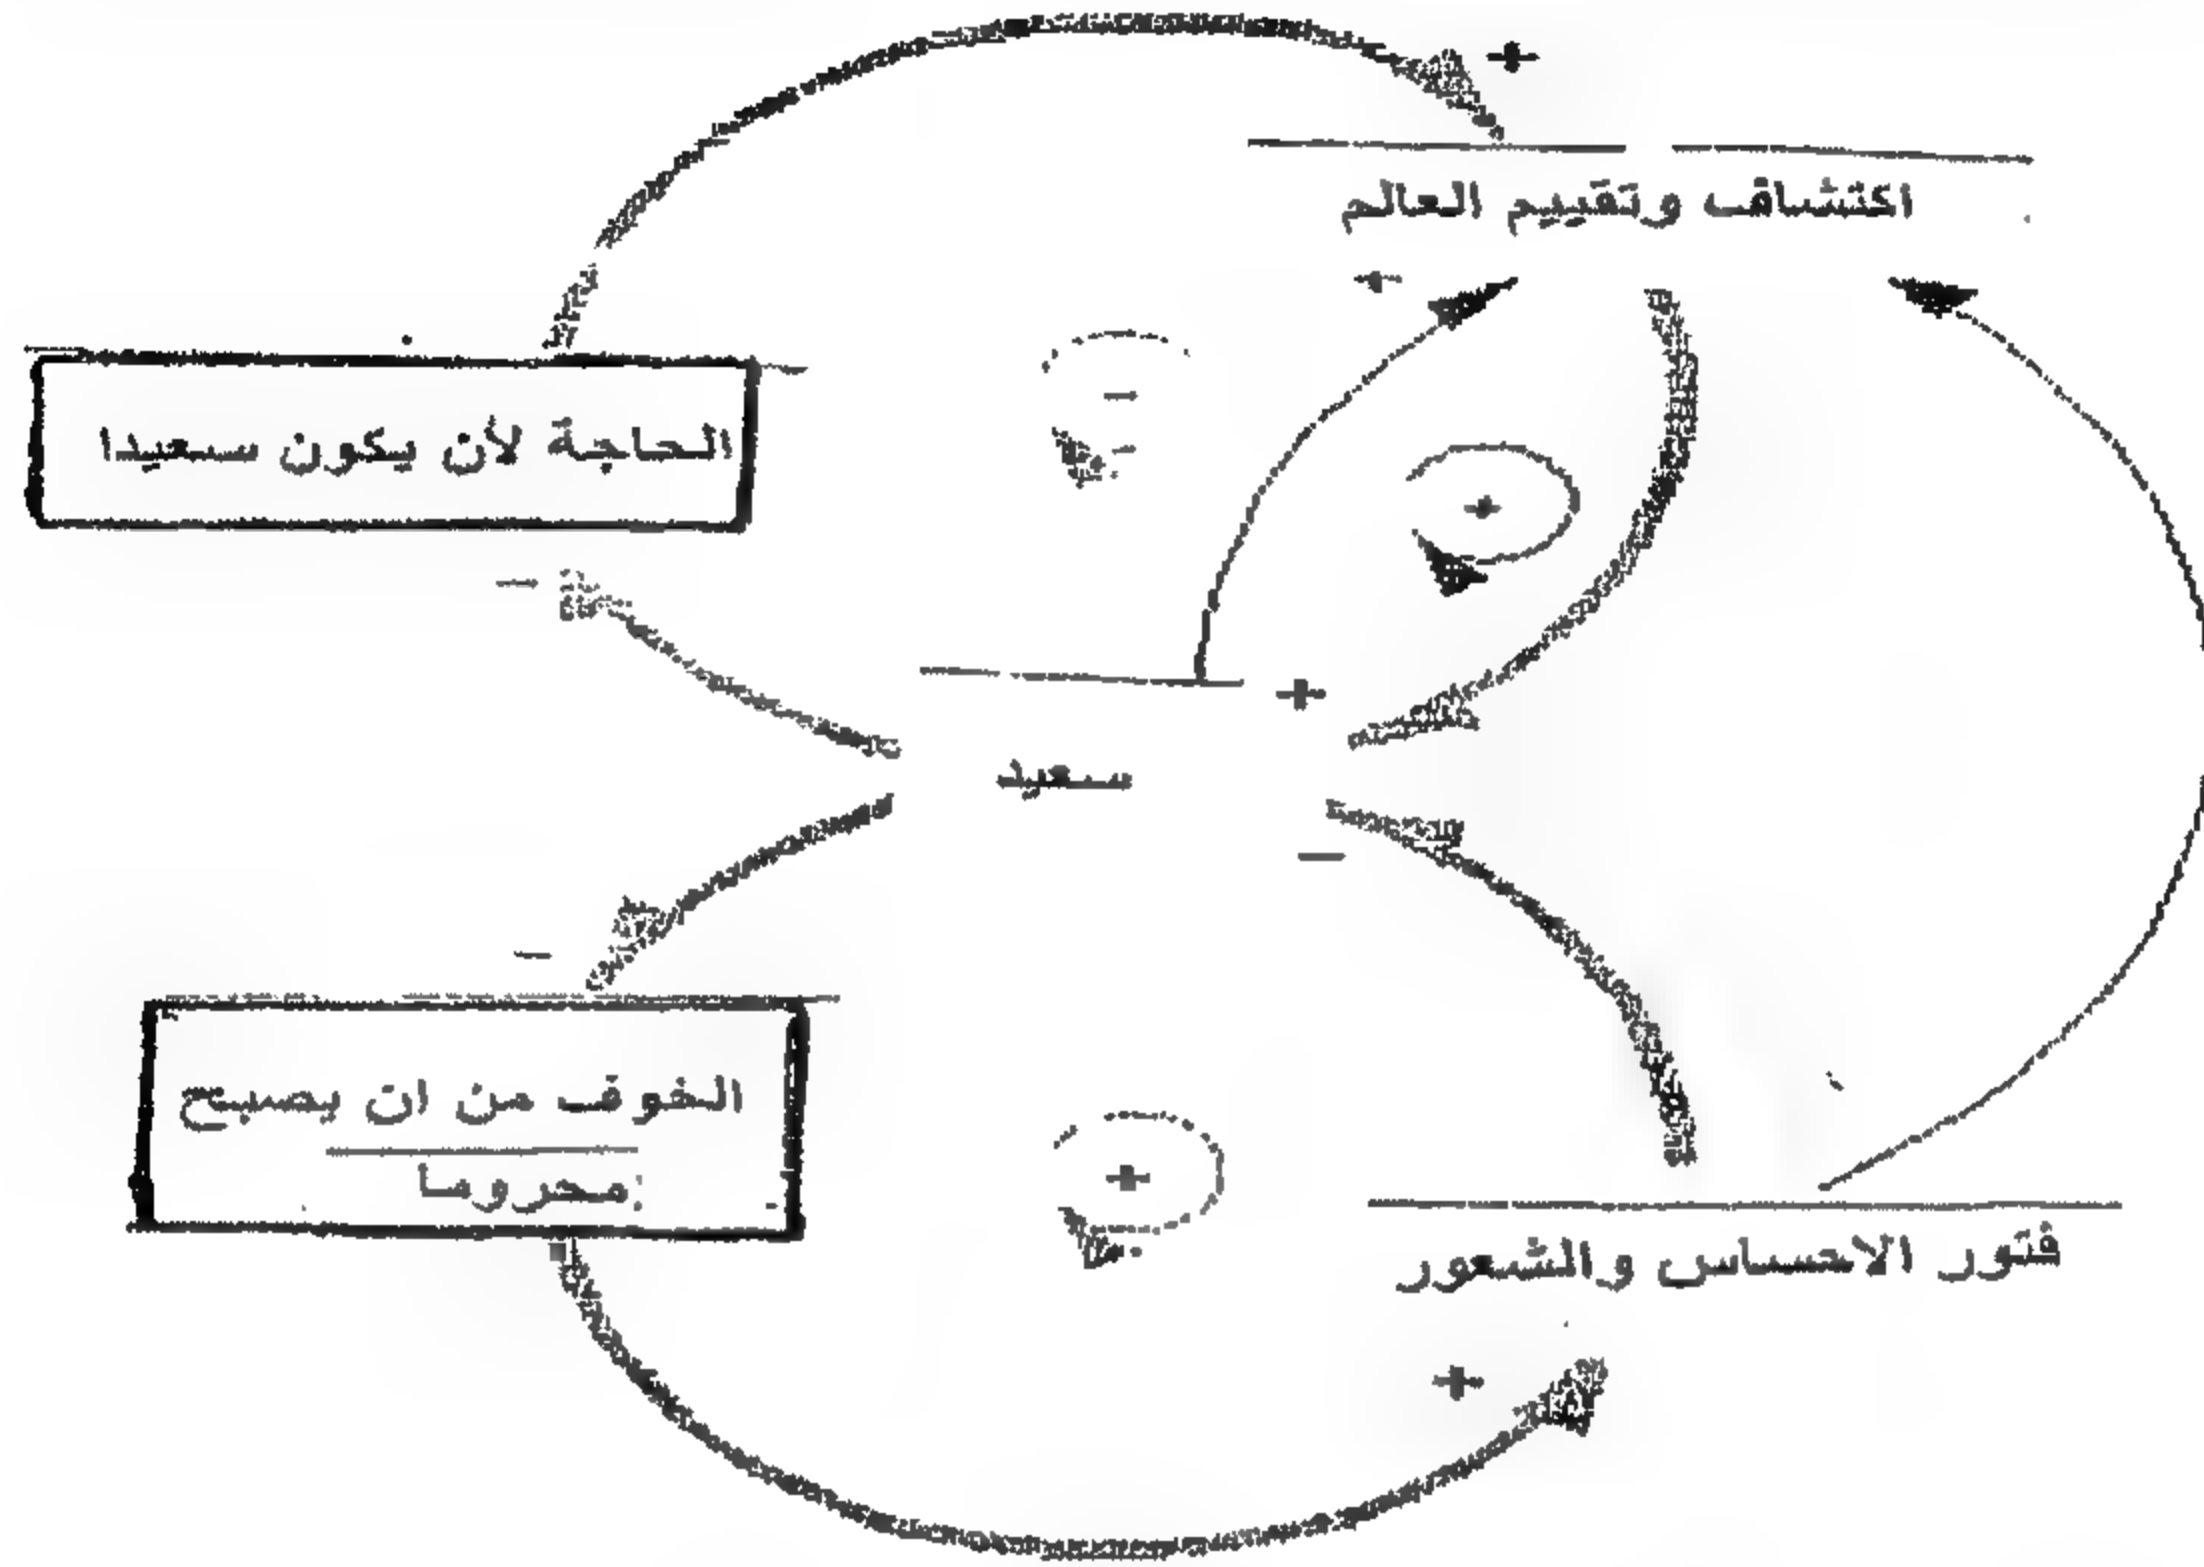 +
اكتشاف وتقييم العالم
+
الحاجة لأن يكون سعيدا
−
+
−
+
سعيد
−
−
الخوف من ان يصبح
محروما
+
فتور الاحساس والشعور
+